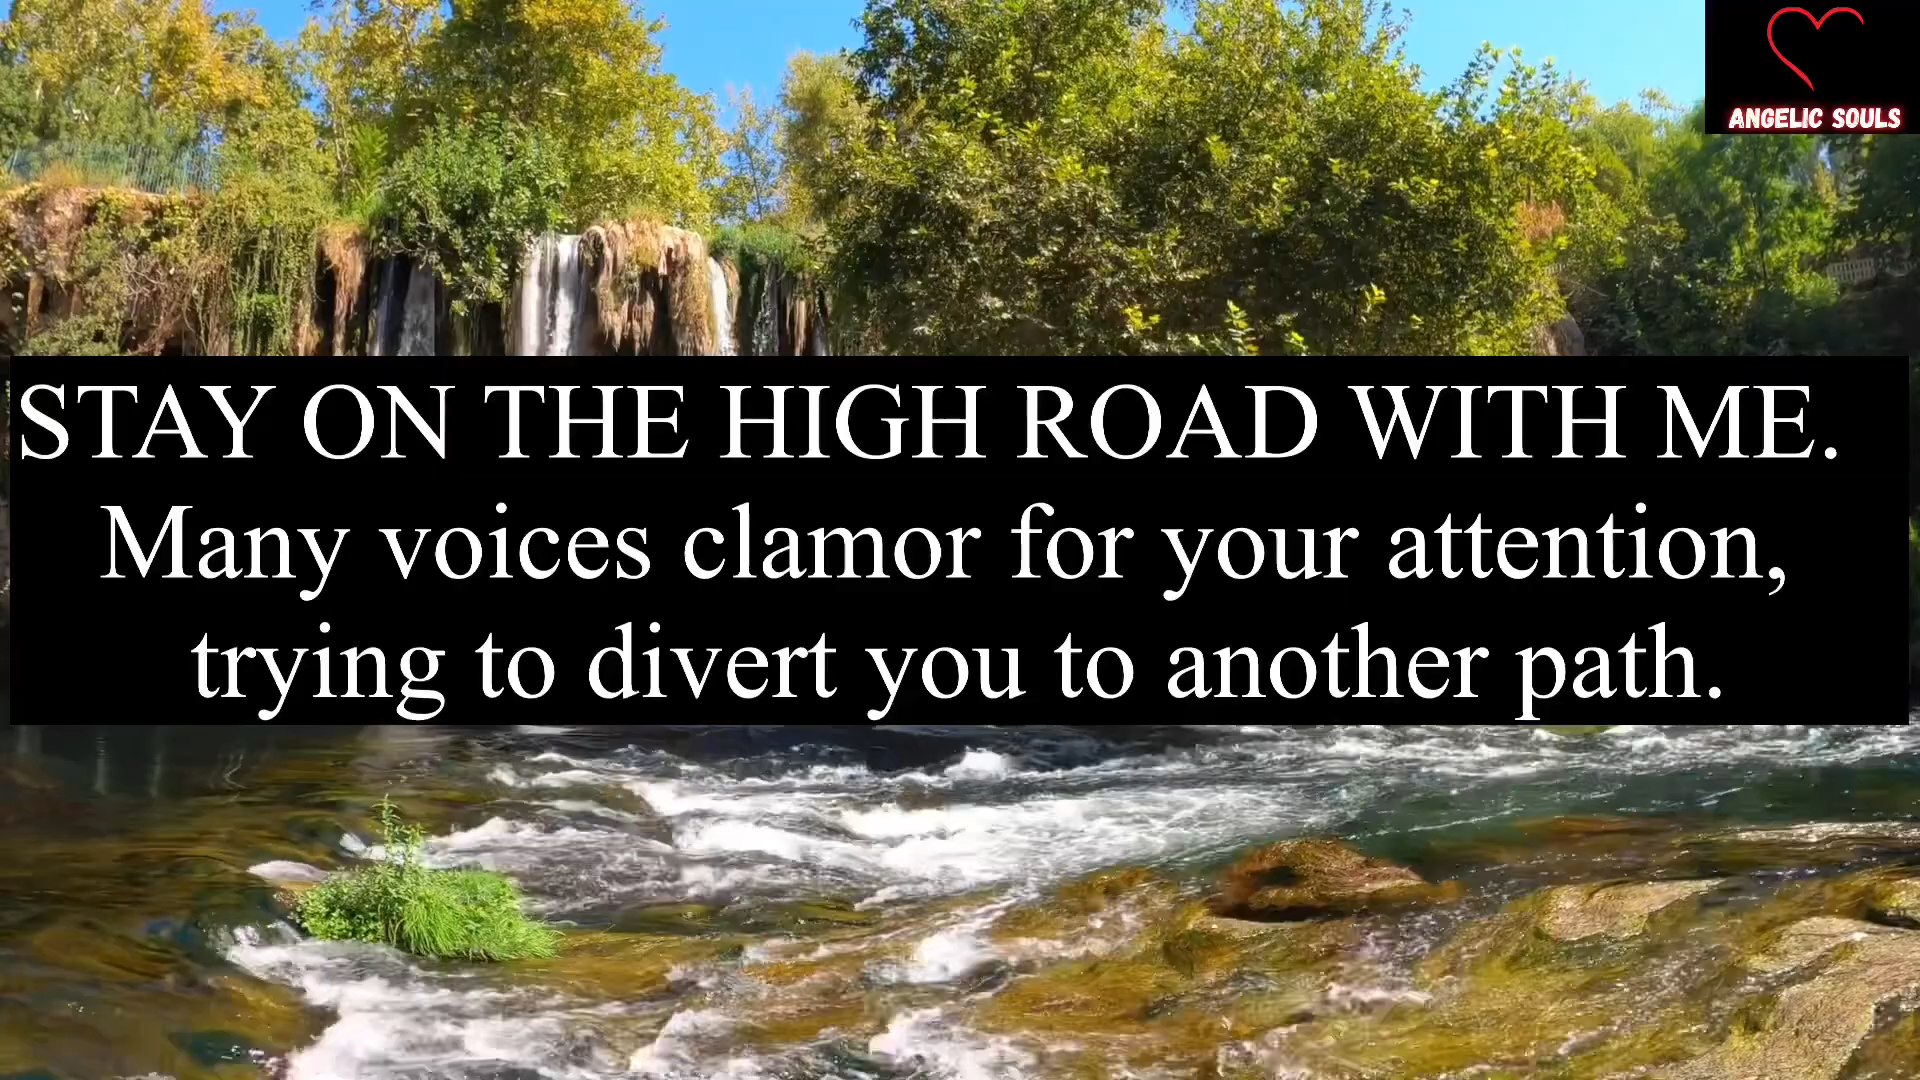 ANGELIC SOULS
STAY ON THE HIGH ROAD WITH ME.
Many voices clamor for your attention,
trying to divert you to another path.